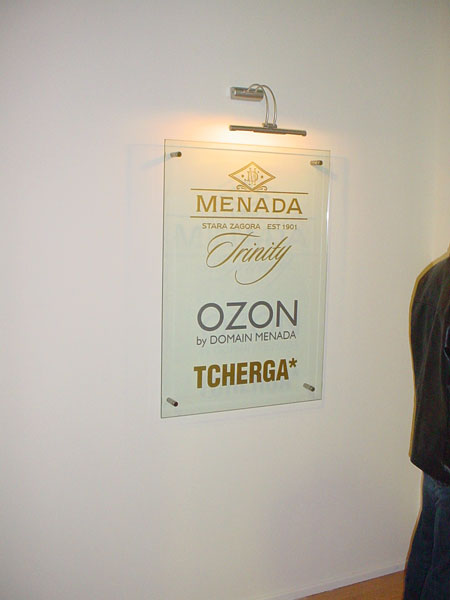 MENADA
STARA ZAGORA EST 1901
Trinity
OZON
by DOMAIN MENADA
TCHERGA*